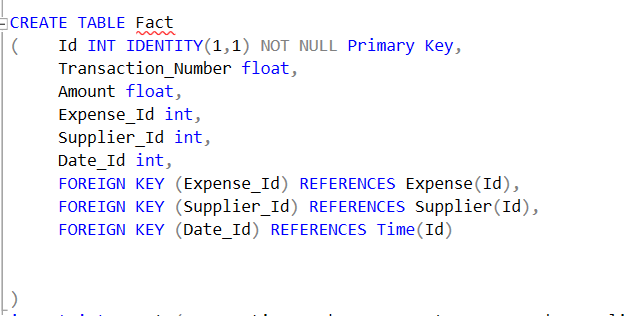 CREATE TABLE Fact
( Id INT IDENTITY(1,1) NOT NULL Primary Key,
Transaction_Number float,
Amount float,
Expense_Id int,
Supplier_Id int,
Date_Id int,
FOREIGN KEY (Expense_Id) REFERENCES Expense(Id),
FOREIGN KEY (Supplier_Id) REFERENCES Supplier(Id),
FOREIGN KEY (Date_Id) REFERENCES Time(Id)
)